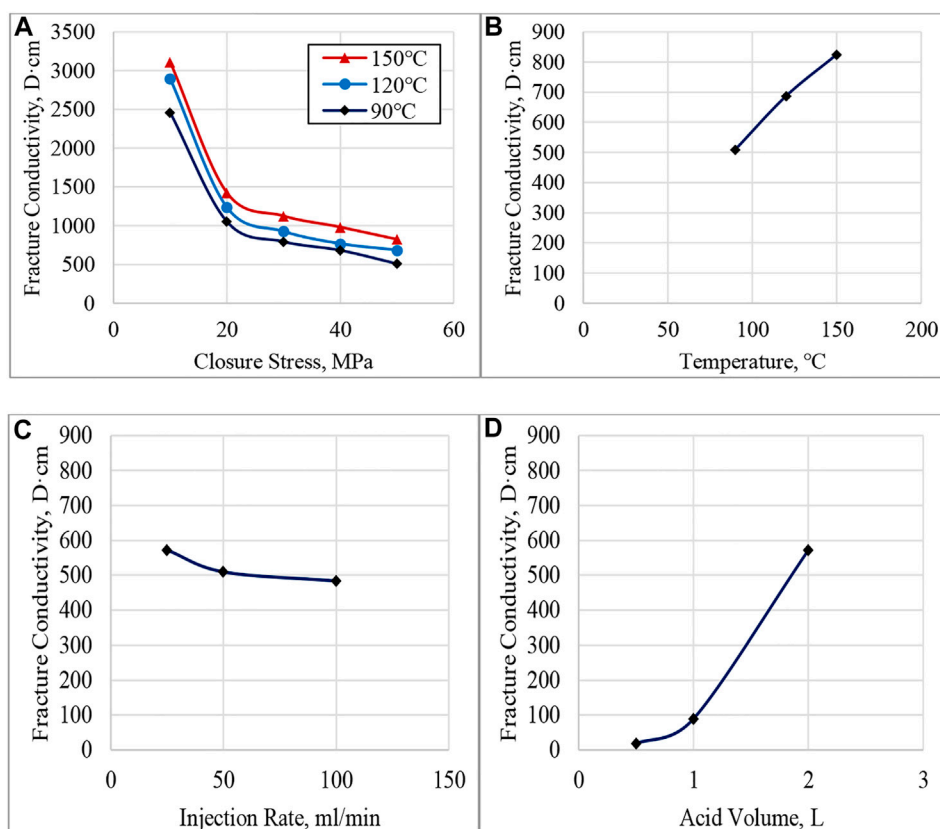 A
Fracture Conductivity, D·cm
3500
3000
2500
2000
1500
1000
500
0
150℃
120℃
90℃
0 20 40 60
Closure Stress, MPa
B
Fracture Conductivity, D·cm
900
800
700
600
500
400
300
200
100
0
0 50 100 150 200
Temperature, ℃
C
Fracture Conductivity, D·cm
900
800
700
600
500
400
300
200
100
0
0 50 100 150
Injection Rate, ml/min
D
Fracture Conductivity, D·cm
900
800
700
600
500
400
300
200
100
0
0 1 2 3
Acid Volume, L